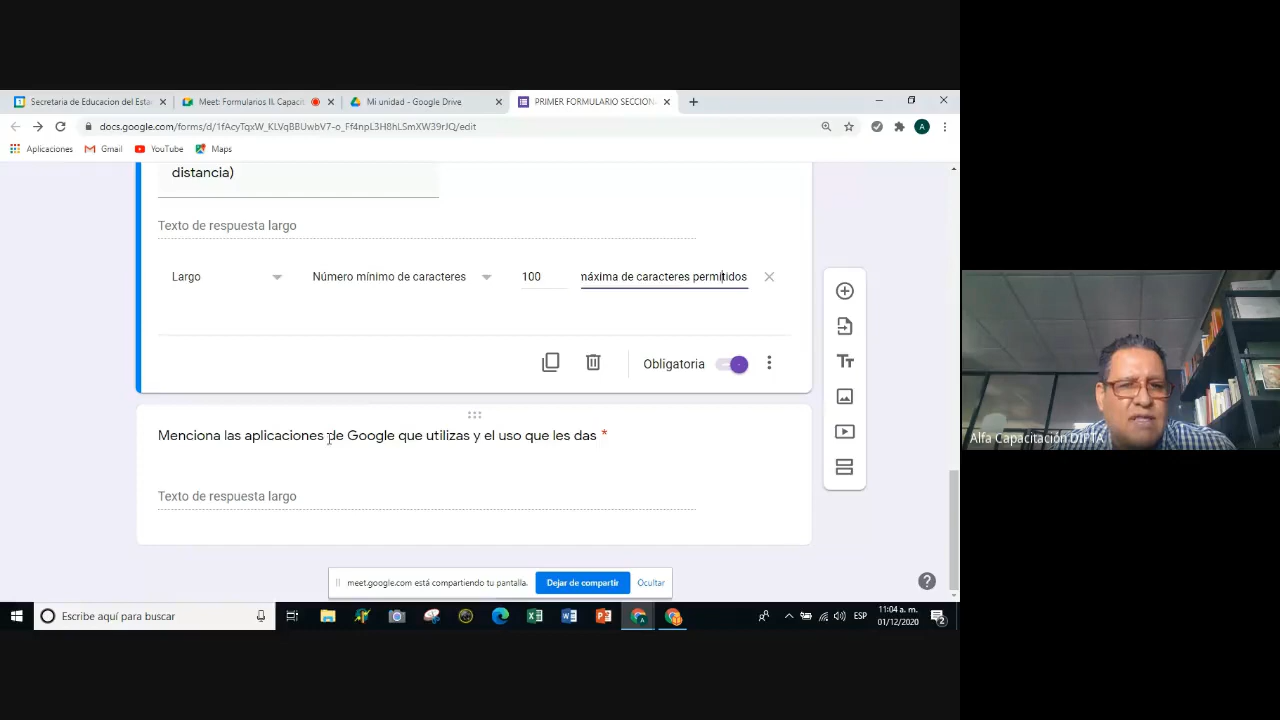 Secretaria de Educacion del Esta
Meet: Formularios II. Capacit
Mi unidad - Google Drive
PRIMER FORMULARIO SECCION
docs.google.com/forms/d/1fAcyTqxW_KLVqBBUwbV7-o_Ff4npL3H8hLSmXW39rJQ/edit
A
Aplicaciones
Gmail
YouTube
Maps
distancia)
Texto de respuesta largo
Largo
Número mínimo de caracteres
100
máxima de caracteres permitidos
Obligatoria
Menciona las aplicaciones de Google que utilizas y el uso que les das *
Texto de respuesta largo
meet.google.com está compartiendo tu pantalla.
Dejar de compartir
Ocultar
Escribe aquí para buscar
ESP
11:04 a. m.
01/12/2020
2
Alfa Capacitación DIPTA